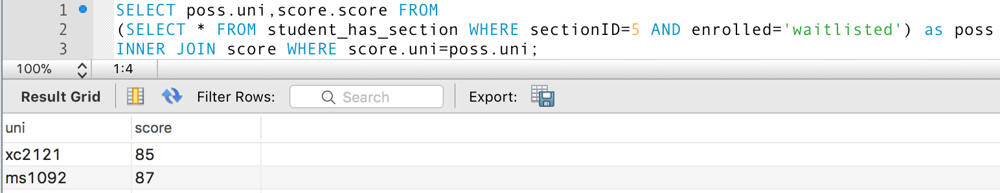 1 SELECT poss.uni,score.score FROM
2 (SELECT * FROM student_has_section WHERE sectionID=5 AND enrolled='waitlisted') as poss
3 INNER JOIN score WHERE score.uni=poss.uni;
100% 1:4
Result Grid Filter Rows: Search Export:
uni score
xc2121 85
ms1092 87